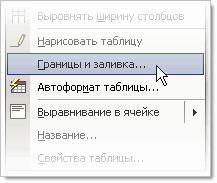 Выровнять ширину столбцов
Нарисовать таблицу
Границы и заливка...
Автоформат таблицы...
Выравнивание в ячейке
Название...
Свойства таблицы...